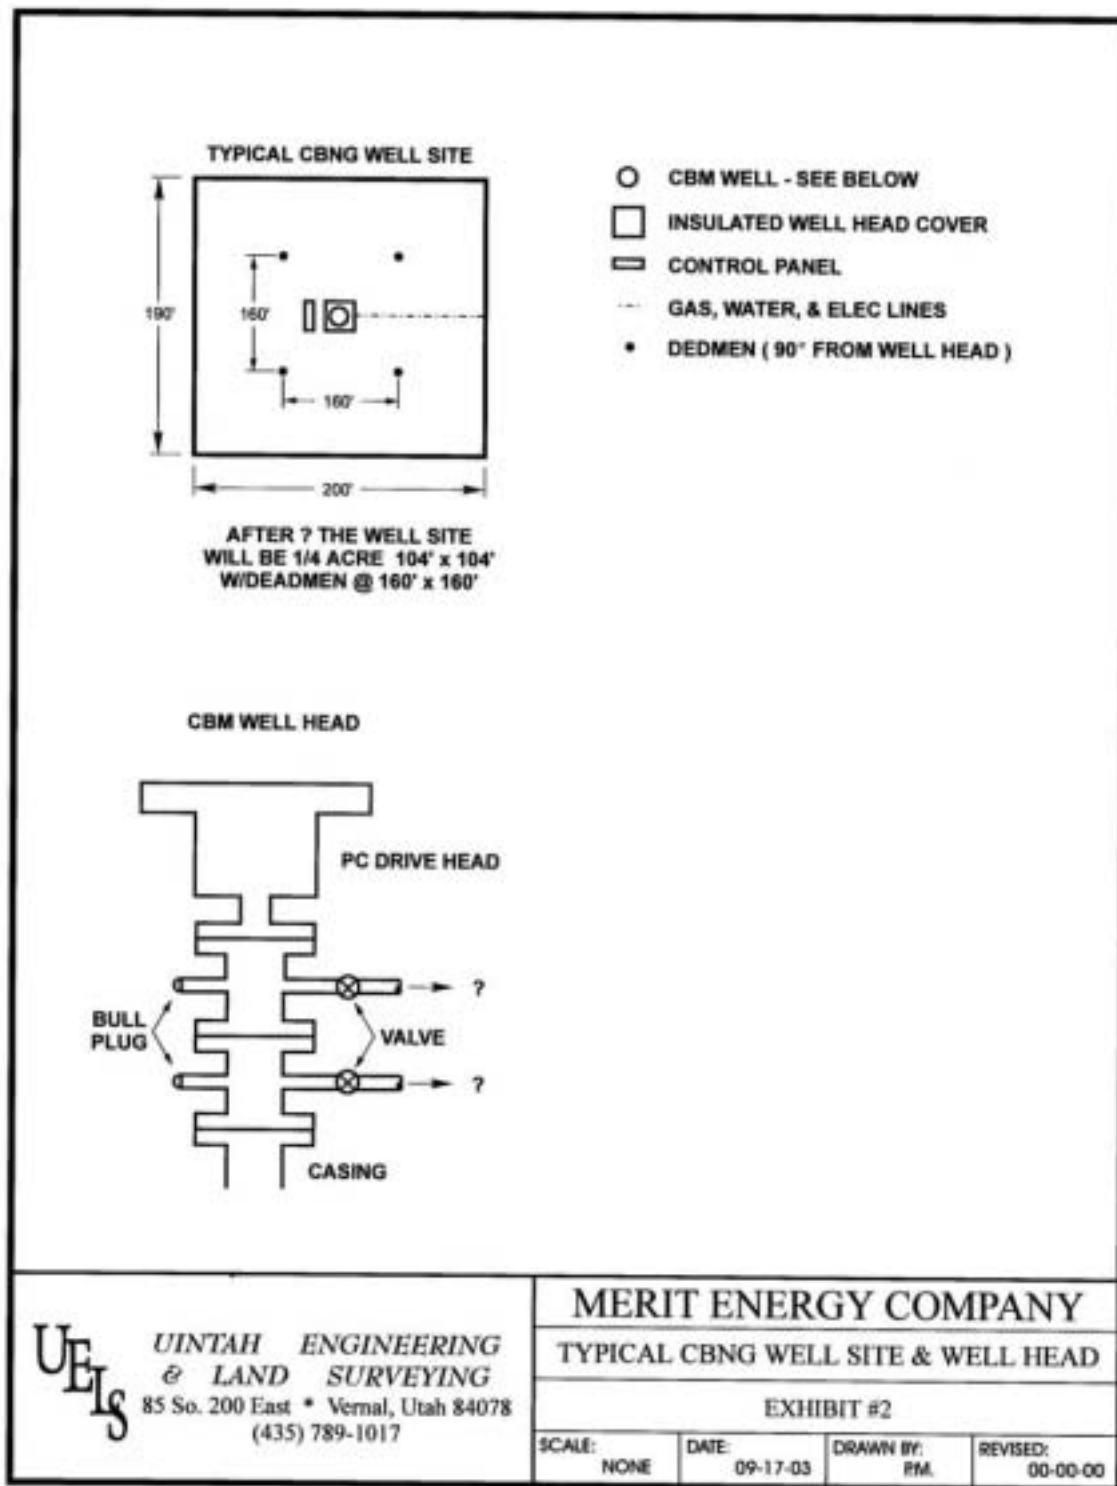 TYPICAL CBNG WELL SITE
190'
160'
160'
200'
CBM WELL - SEE BELOW
INSULATED WELL HEAD COVER
CONTROL PANEL
GAS, WATER, & ELEC LINES
DEDMEN ( 90° FROM WELL HEAD )
AFTER ? THE WELL SITE
WILL BE 1/4 ACRE 104' x 104'
W/DEADMEN @ 160' x 160'
CBM WELL HEAD
PC DRIVE HEAD
?
BULL
PLUG
VALVE
?
CASING
UELS
UINTAH ENGINEERING
& LAND SURVEYING
85 So. 200 East * Vernal, Utah 84078
(435) 789-1017
MERIT ENERGY COMPANY
TYPICAL CBNG WELL SITE & WELL HEAD
EXHIBIT #2
SCALE: NONE
DATE: 09-17-03
DRAWN BY: P.M.
REVISED: 00-00-00